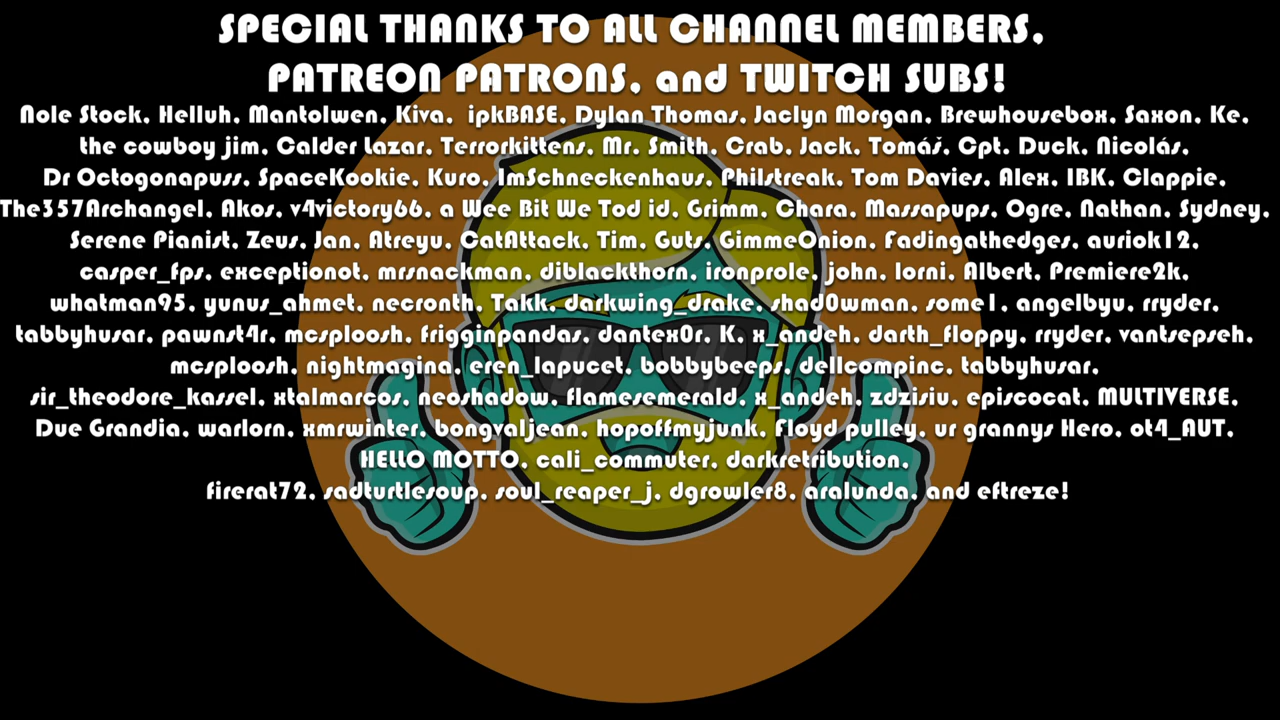 SPECIAL THANKS TO ALL CHANNEL MEMBERS,
PATREON PATRONS, and TWITCH SUBS!
Nole Stock, Helluh, Mantolwen, Kiva, ipkBASE, Dylan Thomas, Jaclyn Morgan, Brewhousebox, Saxon, Ke,
the cowboy jim, Calder Lazar, Terrorkittens, Mr. Smith, Crab, Jack, Tomáš, Cpt. Duck, Nicolás,
Dr Octogonapuss, SpaceKookie, Kuro, ImSchneckenhaus, Philstreak, Tom Davies, Alex, IBK, Clappie,
The357Archangel, Akos, v4victory66, a Wee Bit We Tod id, Grimm, Chara, Massapups, Ogre, Nathan, Sydney,
Serene Pianist, Zeus, Jan, Atreyu, CatAttack, Tim, Guts, GimmeOnion, Fadingathedges, auriok12,
casper_fps, exceptionot, mrsnackman, diblackthorn, ironprole, john, lorni, Albert, Premiere2k,
whatman95, yunus_ahmet, necronth, Takk, darkwing_drake, shad0wman, some1, angelbyu, rryder,
tabbyhusar, pawnst4r, mcsploosh, frigginpandas, dantex0r, K, x_andeh, darth_floppy, rryder, vantsepseh,
mcsploosh, nightmagina, eren_lapucet, bobbybeeps, dellcompinc, tabbyhusar,
sir_theodore_kassel, xtalmarcos, neoshadow, flamesemerald, x_andeh, zdzisiu, episcocat, MULTIVERSE,
Due Grandia, warlorn, xmrwinter, bongvaljean, hopoffmyjunk, Floyd pulley, ur grannys Hero, ot4_AUT,
HELLO MOTTO, cali_commuter, darkretribution,
firerat72, sadturtlesoup, soul_reaper_j, dgrowler8, aralunda, and eftreze!